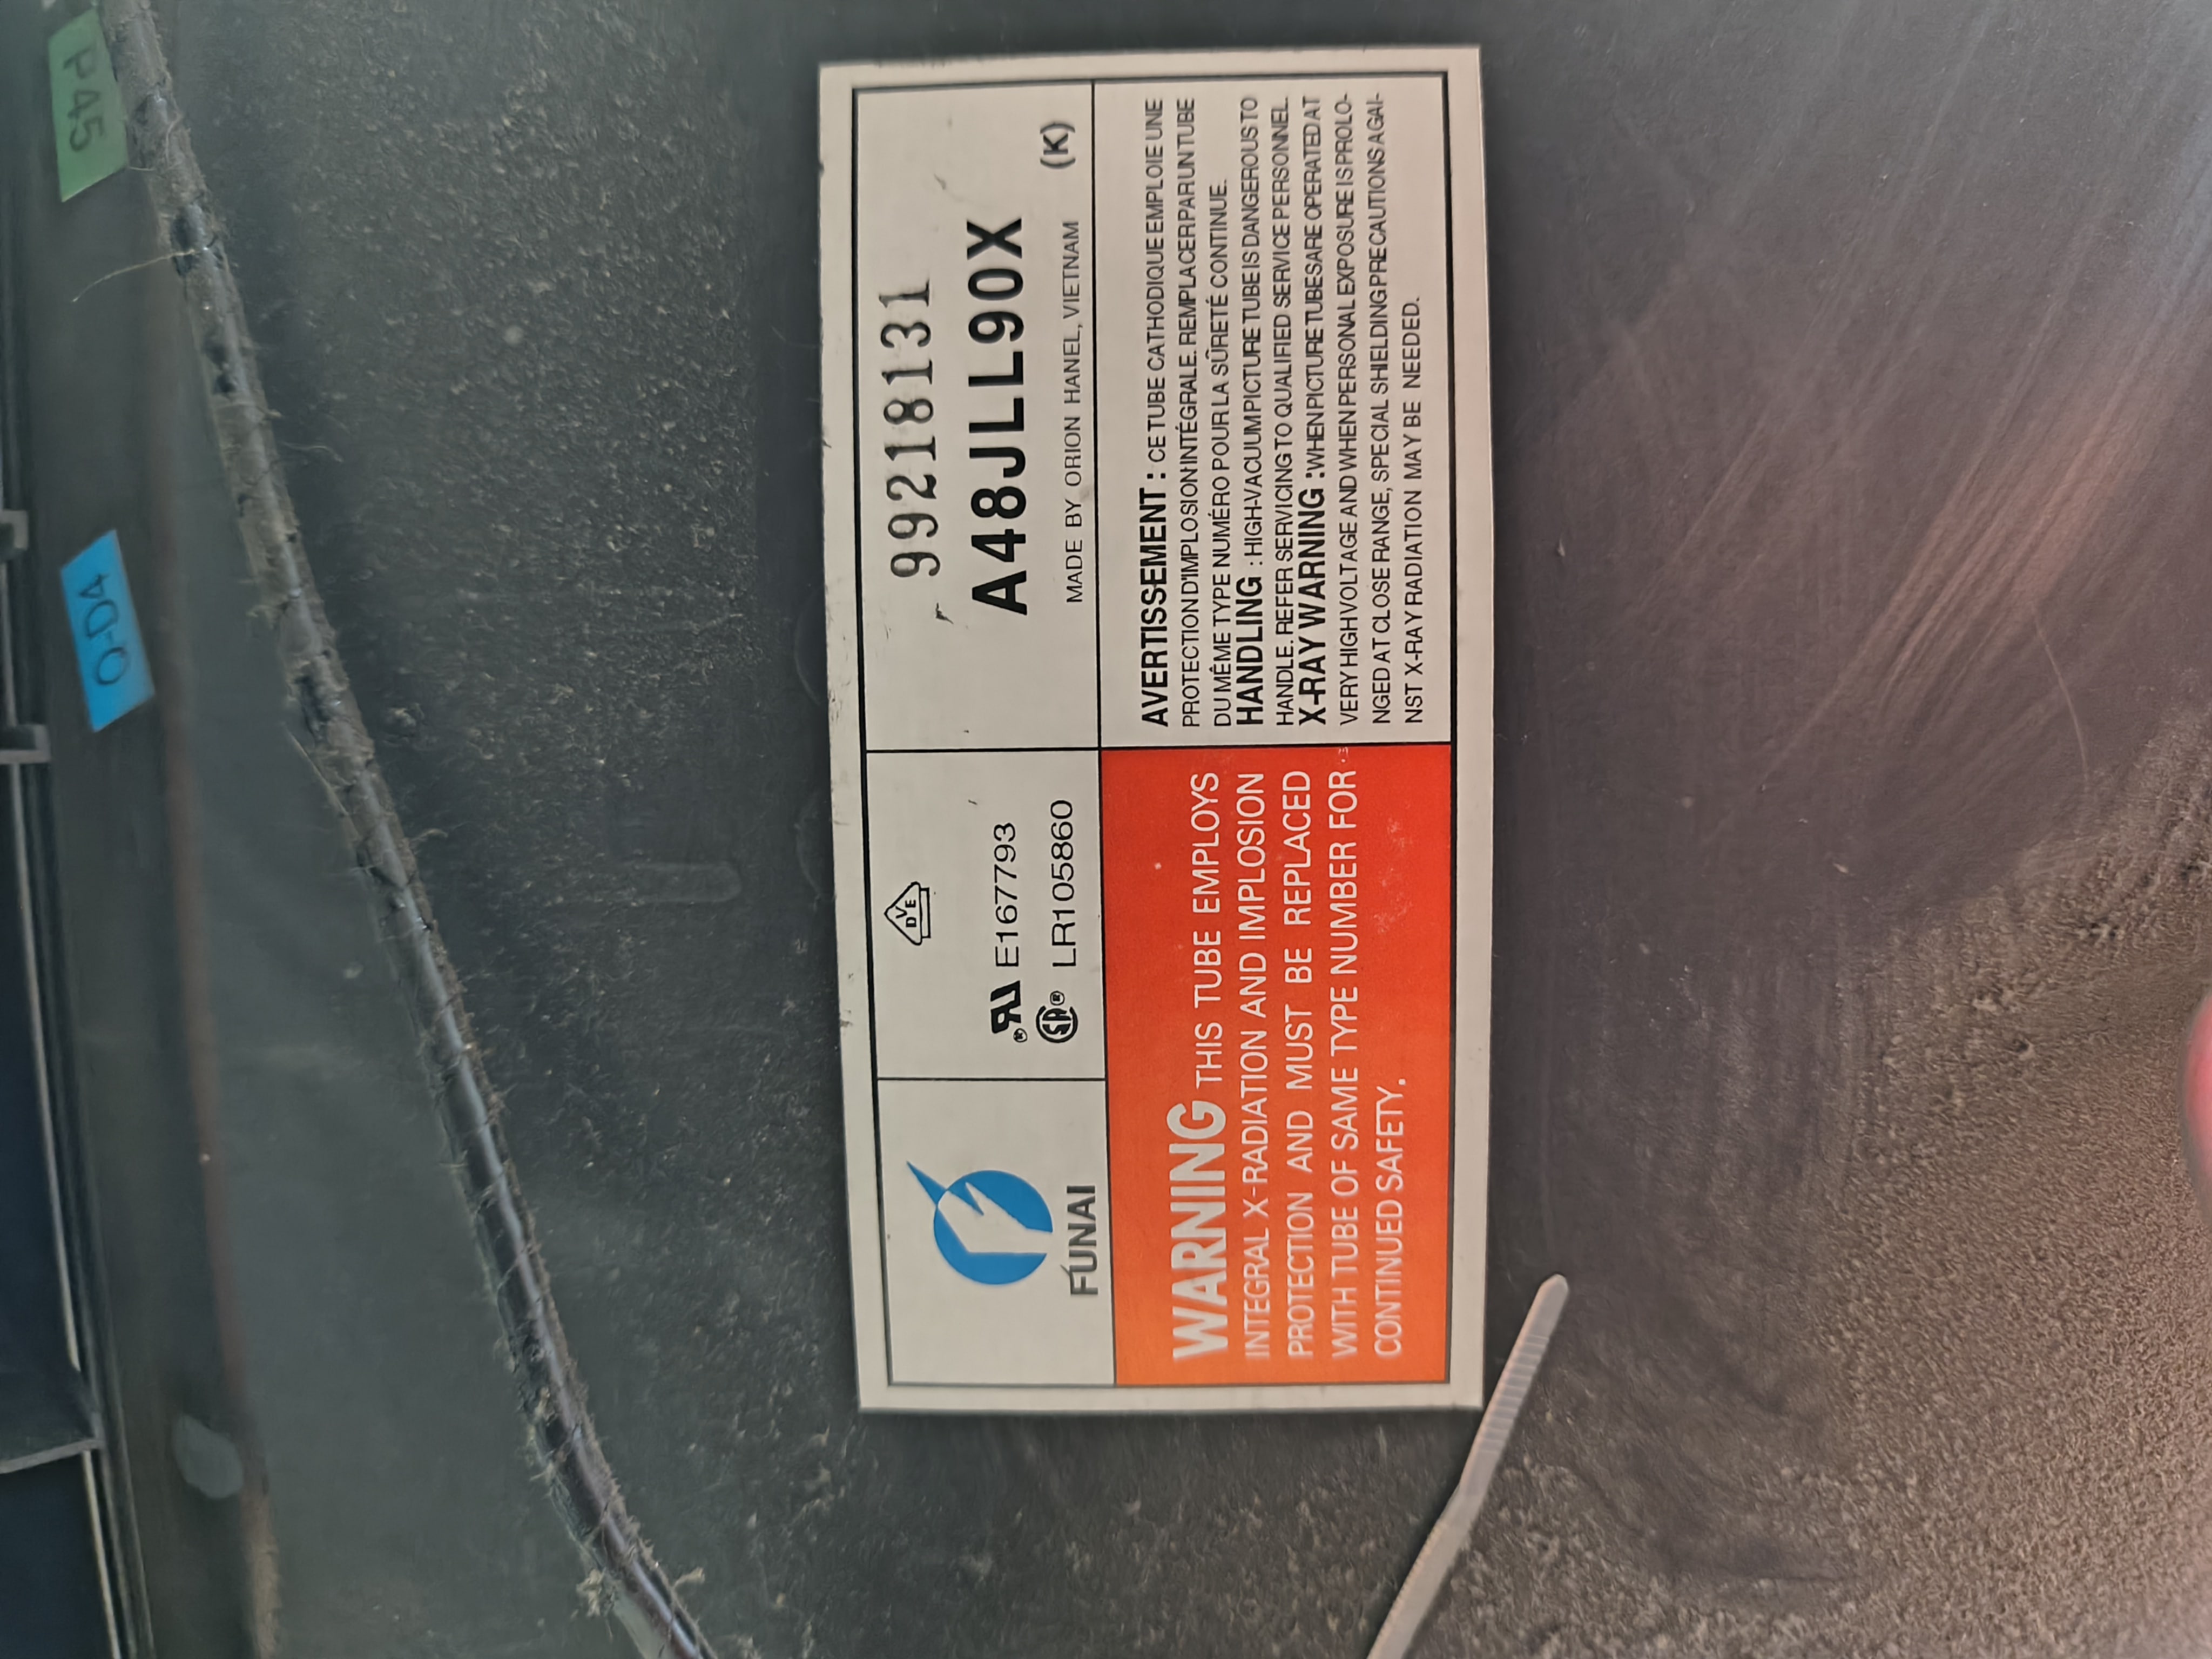 P45
O-D4
FUNAI
DVE
E167793
LR105860
99218131
A48JLL90X
MADE BY ORION HANEL, VIETNAM (K)
WARNING THIS TUBE EMPLOYS
INTEGRAL X-RADIATION AND IMPLOSION
PROTECTION AND MUST BE REPLACED
WITH TUBE OF SAME TYPE NUMBER FOR
CONTINUED SAFETY.
AVERTISSEMENT : CE TUBE CATHODIQUE EMPLOIE UNE
PROTECTION D'IMPLOSION INTÉGRALE. REMPLACER PAR UN TUBE
DU MÊME TYPE NUMÉRO POUR LA SÛRETÉ CONTINUE.
HANDLING : HIGH-VACUUM PICTURE TUBE IS DANGEROUS TO
HANDLE. REFER SERVICING TO QUALIFIED SERVICE PERSONNEL.
X-RAY WARNING : WHEN PICTURE TUBES ARE OPERATED AT
VERY HIGH VOLT AGE AND WHEN PERSONAL EXPOSURE IS PROLO-
NGED AT CLOSE RANGE, SPECIAL SHIELDING PRECAUTIONS AGAI-
NST X-RAY RADIATION MAY BE NEEDED.